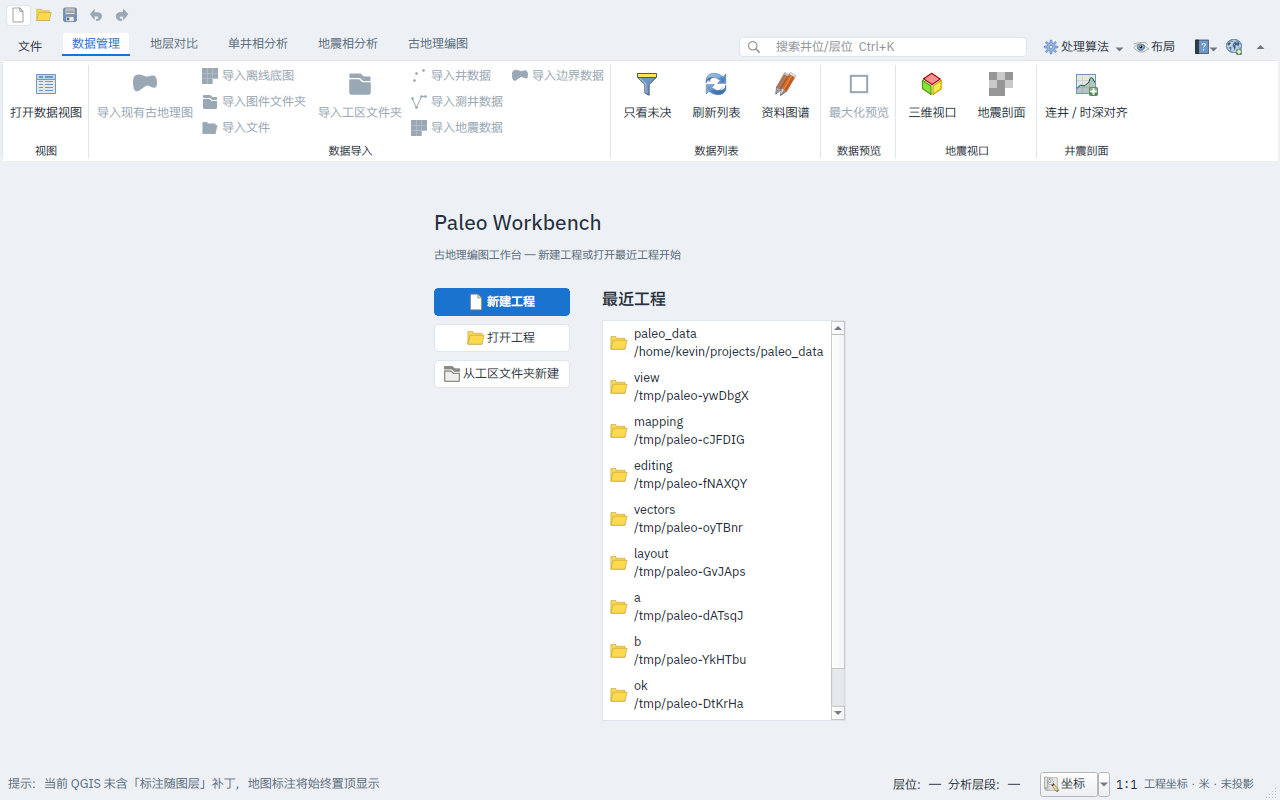 文件
数据管理
地层对比
单井相分析
地震相分析
古地理编图
搜索井位/层位 Ctrl+K
处理算法
布局
打开数据视图
视图
导入现有古地理图
导入离线底图
导入图件文件夹
导入文件
导入工区文件夹
导入井数据
导入测井数据
导入地震数据
导入边界数据
数据导入
只看未决
刷新列表
资料图谱
数据列表
最大化预览
数据预览
三维视口
地震剖面
地震视口
连井 / 时深对齐
井震剖面
Paleo Workbench
古地理编图工作台 — 新建工程或打开最近工程开始
新建工程
打开工程
从工区文件夹新建
最近工程
paleo_data
/home/kevin/projects/paleo_data
view
/tmp/paleo-ywDbgX
mapping
/tmp/paleo-cJFDIG
editing
/tmp/paleo-fNAXQY
vectors
/tmp/paleo-oyTBnr
layout
/tmp/paleo-GvJAps
a
/tmp/paleo-dATsqJ
b
/tmp/paleo-YkHTbu
ok
/tmp/paleo-DtKrHa
提示: 当前 QGIS 未含「标注随图层」补丁，地图标注将始终置顶显示
层位: — 分析层段: —
坐标
1:1
工程坐标 · 米 · 未投影